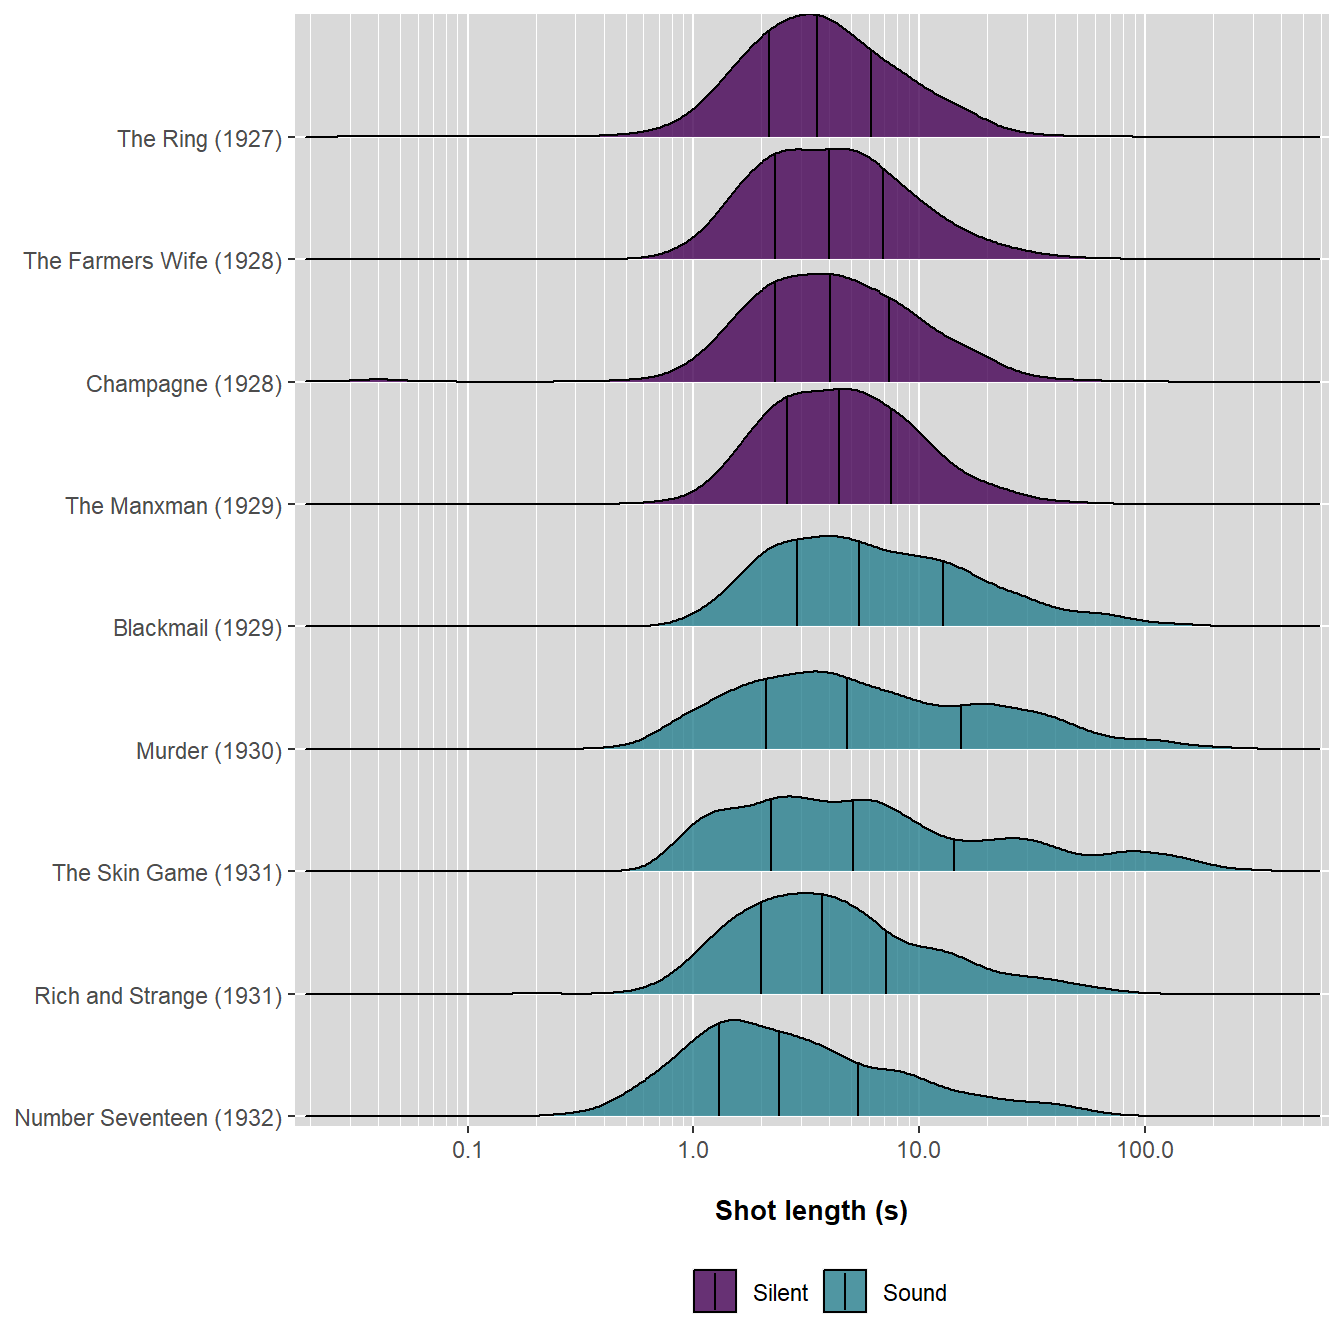 The Ring (1927)
The Farmers Wife (1928)
Champagne (1928)
The Manxman (1929)
Blackmail (1929)
Murder (1930)
The Skin Game (1931)
Rich and Strange (1931)
Number Seventeen (1932)
0.1 1.0 10.0 100.0
Shot length (s)
Silent Sound